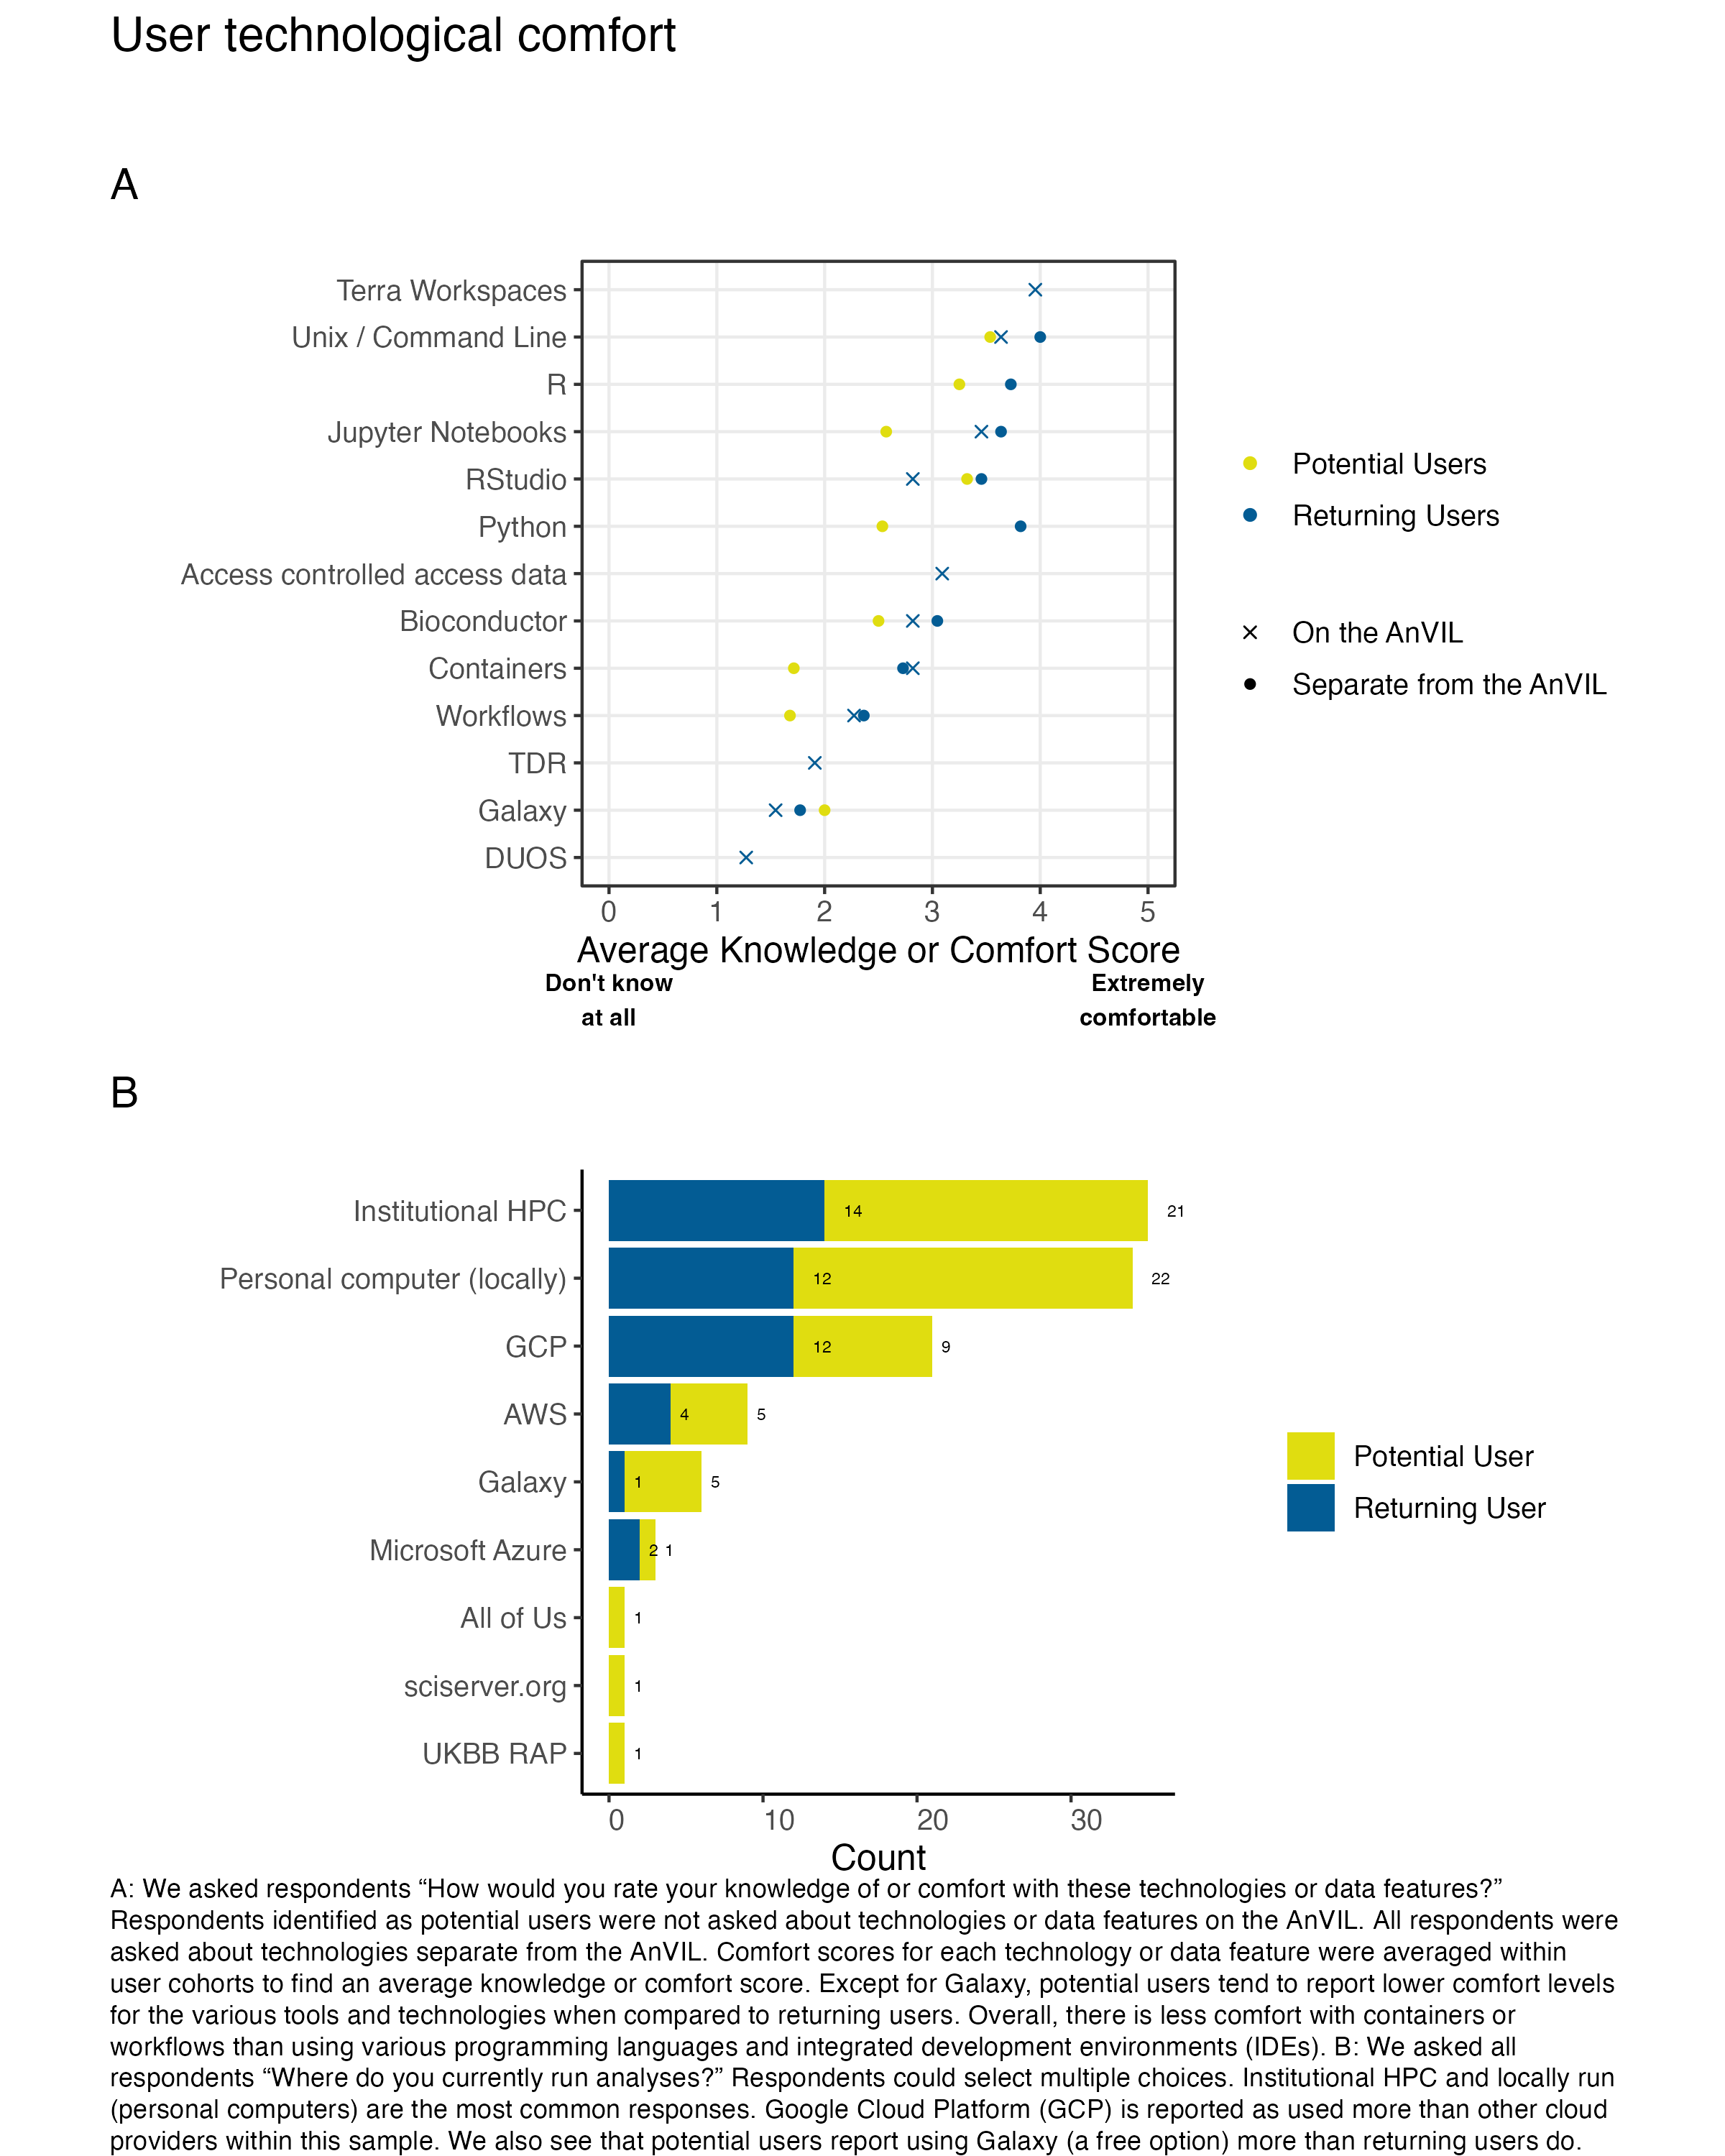 User technological comfort
A
Terra Workspaces
Unix / Command Line
R
Jupyter Notebooks
RStudio
Python
Access controlled access data
Bioconductor
Containers
Workflows
TDR
Galaxy
DUOS
0 1 2 3 4 5
Average Knowledge or Comfort Score
Don't know
at all
Extremely
comfortable
Potential Users
Returning Users
On the AnVIL
Separate from the AnVIL
B
Institutional HPC 14 21
Personal computer (locally) 12 22
GCP 12 9
AWS 4 5
Galaxy 1 5
Microsoft Azure 2 1
All of Us 1
sciserver.org 1
UKBB RAP 1
0 10 20 30
Count
Potential User
Returning User
A: We asked respondents “How would you rate your knowledge of or comfort with these technologies or data features?”
Respondents identified as potential users were not asked about technologies or data features on the AnVIL. All respondents were
asked about technologies separate from the AnVIL. Comfort scores for each technology or data feature were averaged within
user cohorts to find an average knowledge or comfort score. Except for Galaxy, potential users tend to report lower comfort levels
for the various tools and technologies when compared to returning users. Overall, there is less comfort with containers or
workflows than using various programming languages and integrated development environments (IDEs). B: We asked all
respondents “Where do you currently run analyses?” Respondents could select multiple choices. Institutional HPC and locally run
(personal computers) are the most common responses. Google Cloud Platform (GCP) is reported as used more than other cloud
providers within this sample. We also see that potential users report using Galaxy (a free option) more than returning users do.